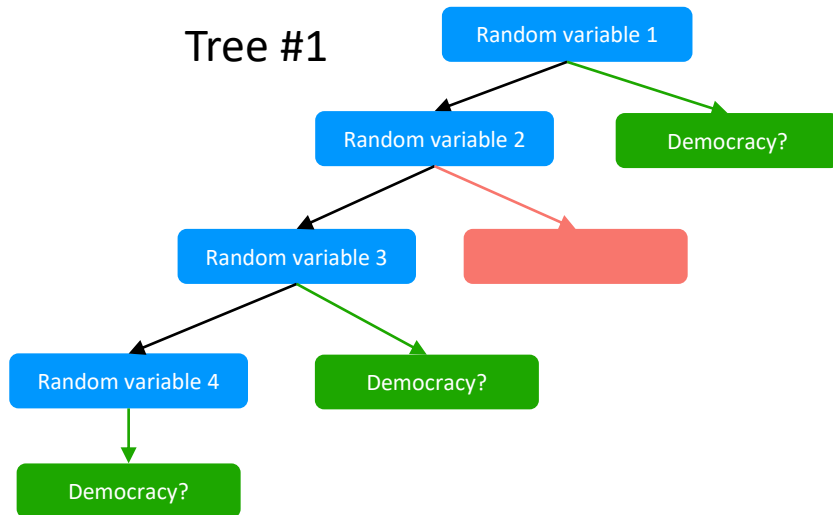 Tree #1
Random variable 1
Random variable 2
Democracy?
Random variable 3
Random variable 4
Democracy?
Democracy?